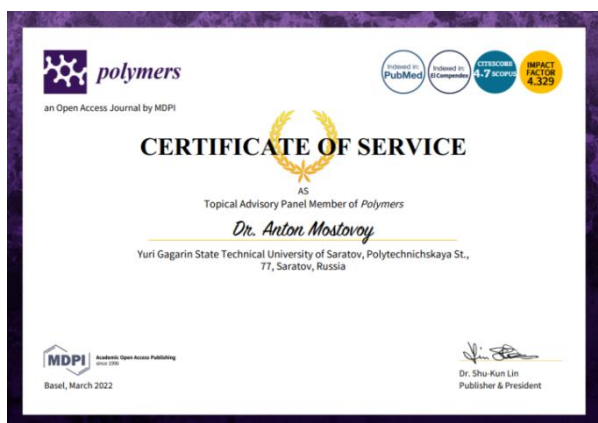 polymers
an Open Access Journal by MDPI
Indexed in:
PubMed
Indexed in:
Ei Compendex
CITESCORE
4.7 SCOPUS
IMPACT
FACTOR
4.329
CERTIFICATE OF SERVICE
AS
Topical Advisory Panel Member of Polymers
Dr. Anton Mostovoy
Yuri Gagarin State Technical University of Saratov, Polytechnichskaya St.,
77, Saratov, Russia
MDPI
Academic Open Access Publishing
since 1996
Basel, March 2022
Dr. Shu-Kun Lin
Publisher & President